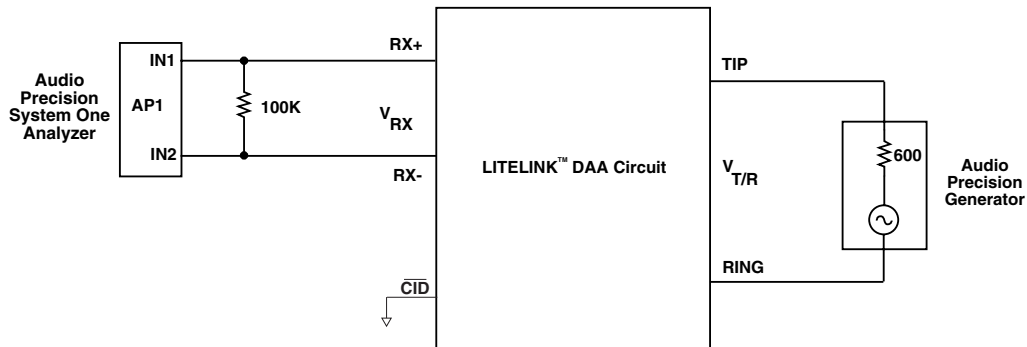 Audio
Precision
System One
Analyzer
IN1
AP1
IN2
100K
RX+
V
RX
RX-
CID
LITELINK™ DAA Circuit
TIP
V
T/R
RING
600
Audio
Precision
Generator